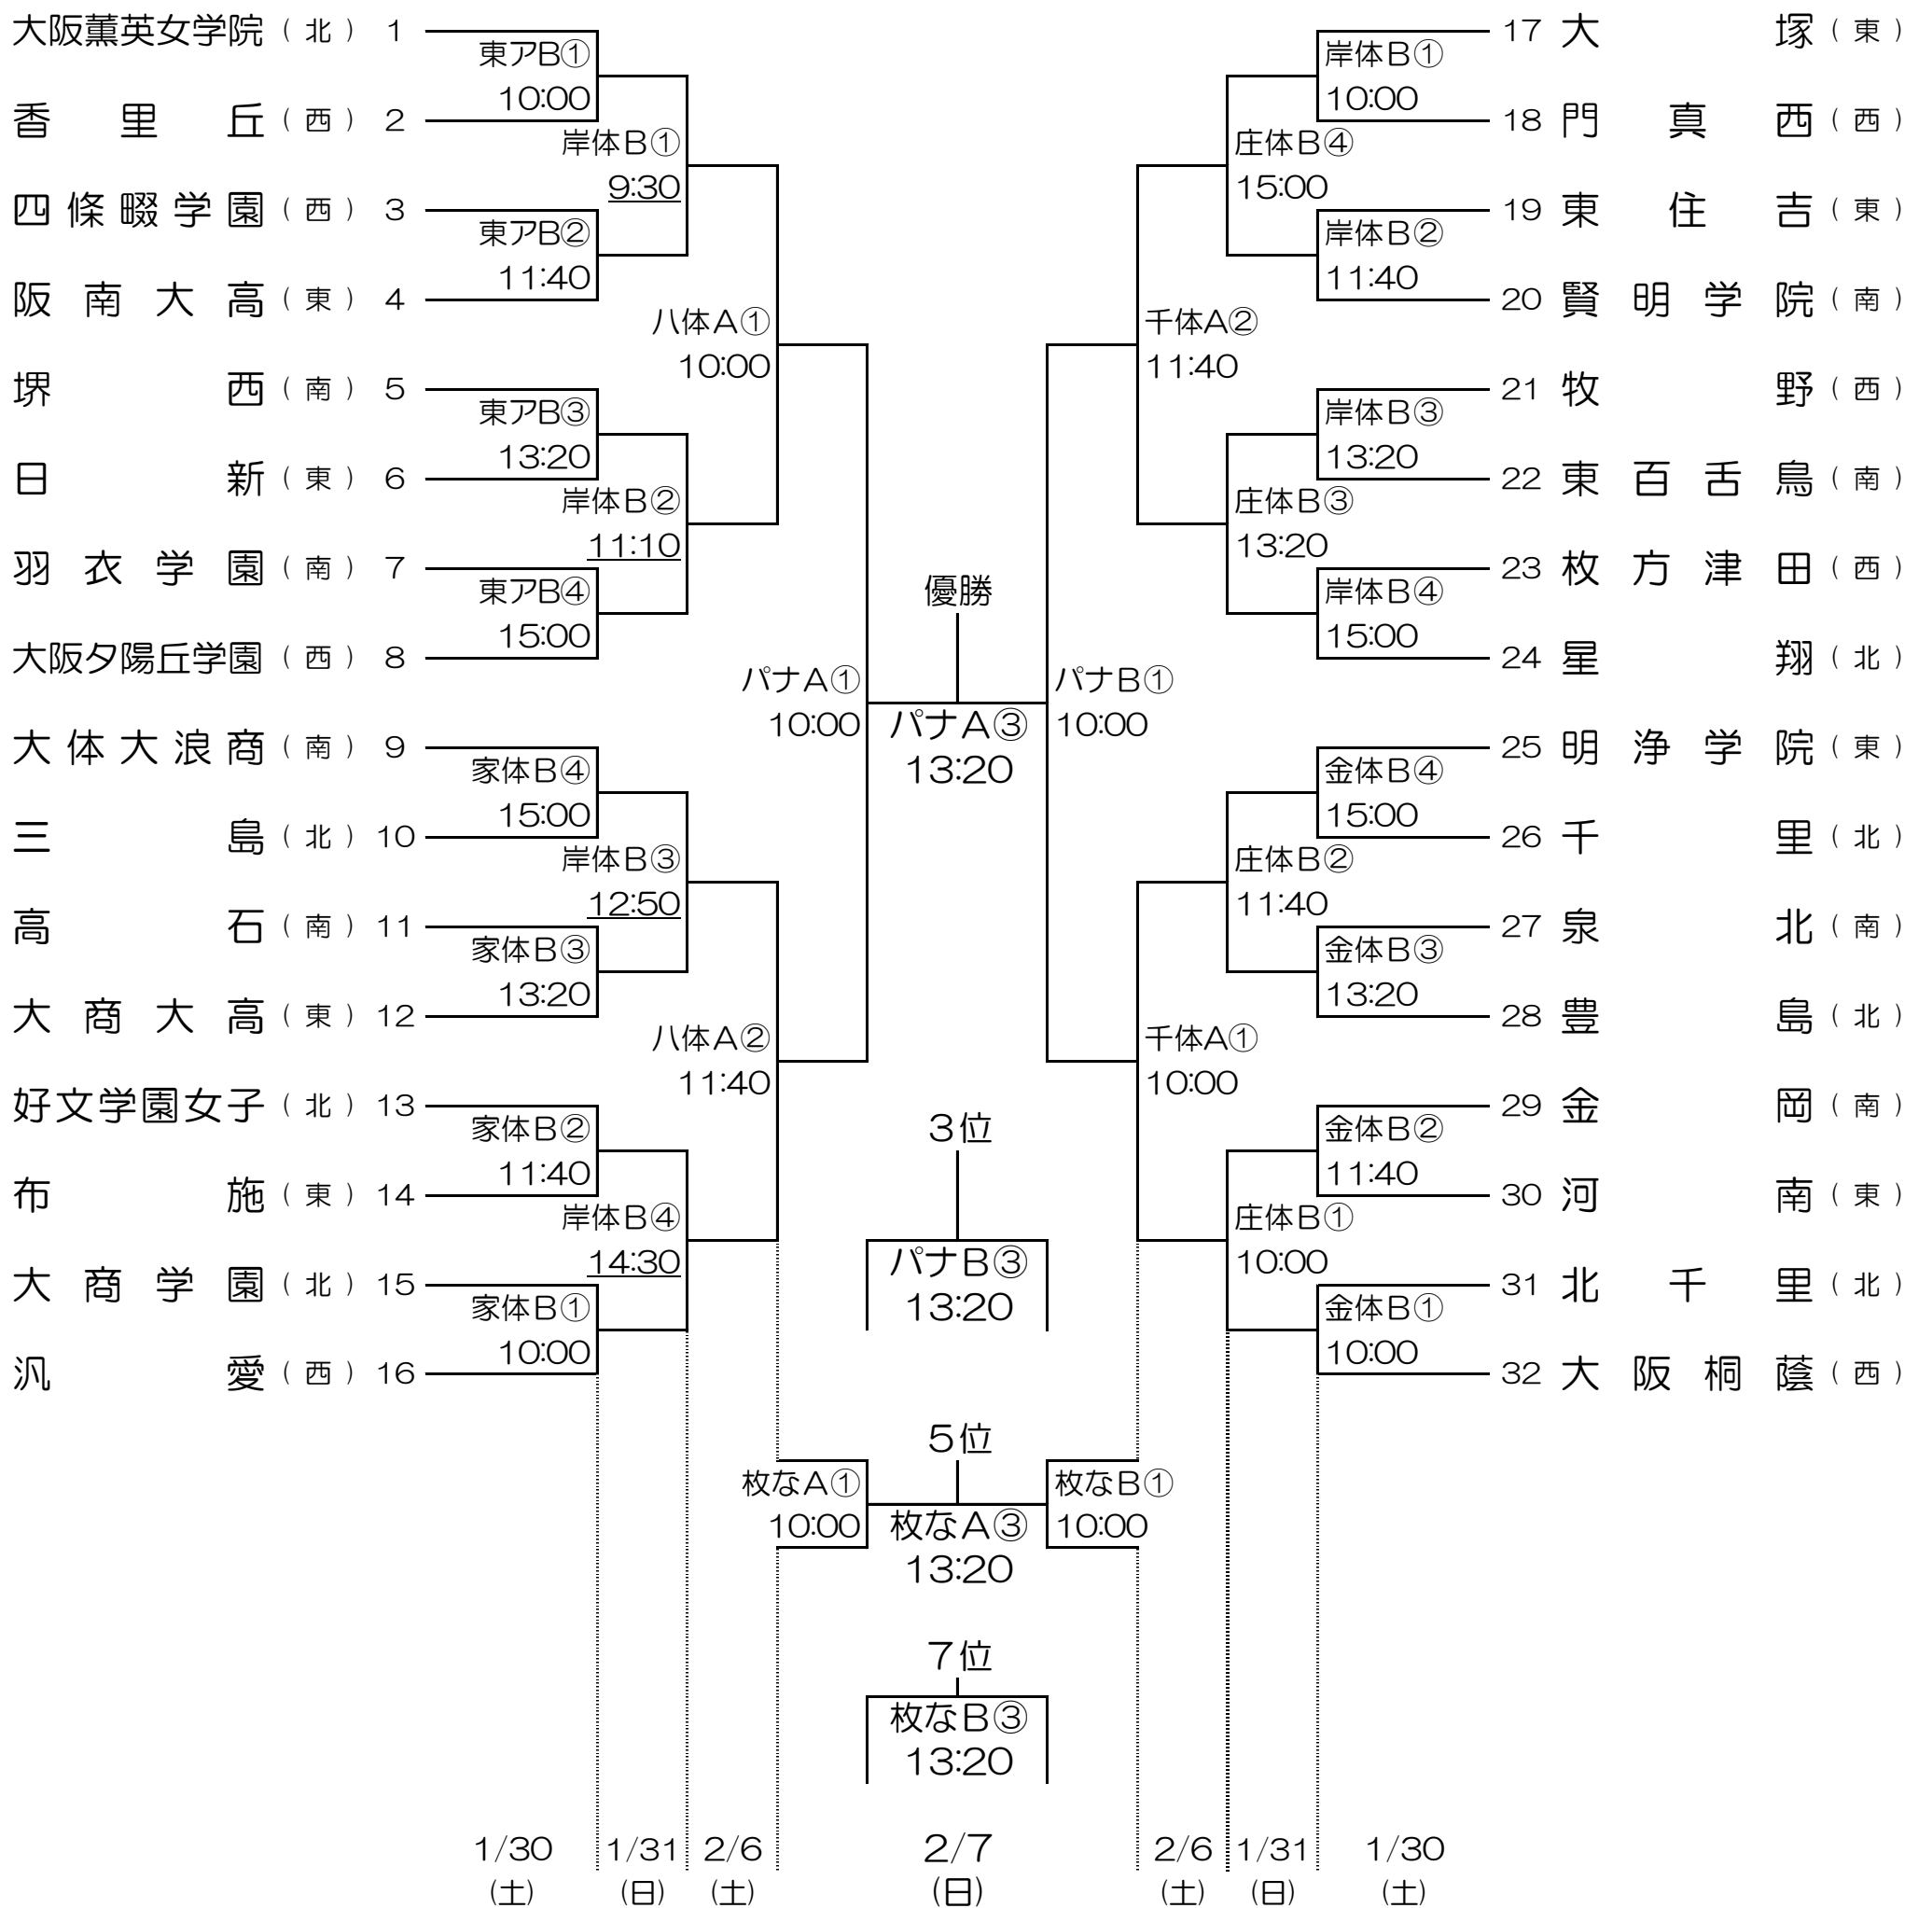 大阪薫英女学院（北）1
香里丘（西）2
四條畷学園（西）3
阪南大高（東）4
堺西（南）5
日新（東）6
羽衣学園（南）7
大阪夕陽丘学園（西）8
大体大浪商（南）9
三島（北）10
高石（南）11
大商大高（東）12
好文学園女子（北）13
布施（東）14
大商学園（北）15
汎愛（西）16
東アB①
10:00
東アB②
11:40
東アB③
13:20
東アB④
15:00
家体B④
15:00
家体B③
13:20
家体B②
11:40
家体B①
10:00
岸体B①
9:30
岸体B②
11:10
岸体B③
12:50
岸体B④
14:30
八体A①
10:00
八体A②
11:40
パナA①
10:00
優勝
パナA③
13:20
3位
パナB③
13:20
枚なA①
10:00
5位
枚なA③
13:20
枚なB①
10:00
7位
枚なB③
13:20
パナB①
10:00
千体A②
11:40
千体A①
10:00
庄体B④
15:00
庄体B③
13:20
庄体B②
11:40
庄体B①
10:00
岸体B①
10:00
岸体B②
11:40
岸体B③
13:20
岸体B④
15:00
金体B④
15:00
金体B③
13:20
金体B②
11:40
金体B①
10:00
17 大塚（東）
18 門真西（西）
19 東住吉（東）
20 賢明学院（南）
21 牧野（西）
22 東百舌鳥（南）
23 枚方津田（西）
24 星翔（北）
25 明浄学院（東）
26 千里（北）
27 泉北（南）
28 豊島（北）
29 金岡（南）
30 河南（東）
31 北千里（北）
32 大阪桐蔭（西）
1/30 1/31 2/6 2/7 2/6 1/31 1/30
(土) (日) (土) (日) (土) (日) (土)